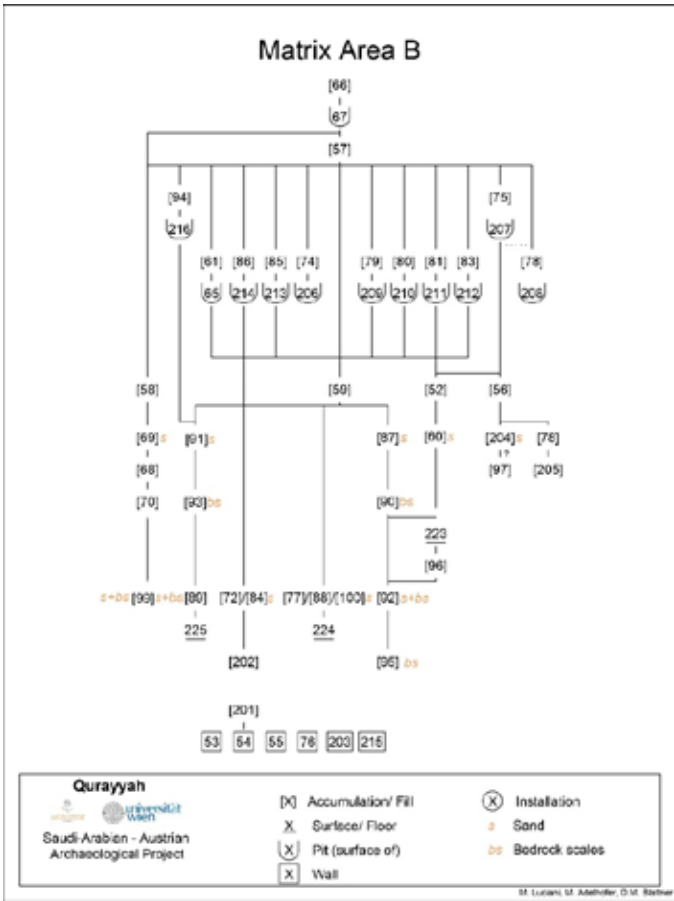 Matrix Area B
[66]
67
[57]
[94] [75]
216 207
[61] [86] [85] [74] [79] [80] [81] [83] [78]
65 214 213 206 209 210 211 212 208
[58] [59] [52] [56]
[69]s [91]s [87]s [60]s [204]s [78]
?
[68] [97] [205]
[70] [93]bs [90]bs
223
[96]
s+bs [99]s+bs [89] [72]/[84]s [77]/[88]/[100]s [92]s+bs
225 224
[202] [95] bs
[201]
53 54 55 76 203 215
Qurayyah
universität
wien
Saudi-Arabian - Austrian
Archaeological Project
[X] Accumulation/ Fill
X Surface/ Floor
X Pit (surface of)
X Wall
X Installation
s Sand
bs Bedrock scales
M. Luciani, M.